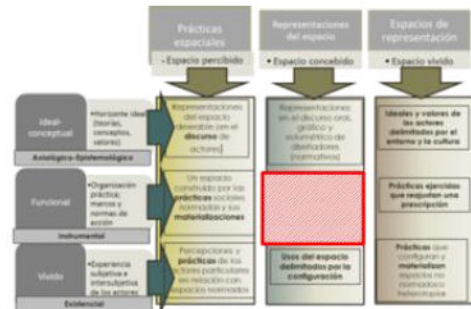 Prácticas
espaciales
- Espacio percibido
Representaciones
del espacio
• Espacio concebido
Espacios de
representación
• Espacio vivido
Ideal-
conceptual
• Horizonte ideal
(teorías,
conceptos,
valores)
Axiológico-Epistemológico
Representaciones
del espacio
deseable (en el
discurso de
actores)
Representaciones
en el discurso oral,
gráfico y
volumétrico de
diseñadores
(normativos)
Ideales y valores de
los actores
delimitados por el
entorno y la cultura
Funcional
• Organización
práctica;
marcos y
normas de
acción
Instrumental
Un espacio
construido por las
prácticas sociales
normadas y sus
materializaciones
Prácticas ejercidas
que reajustan una
prescripción
Vivido
• Experiencia
subjetiva e
intersubjetiva
de los actores
Existencial
Percepciones y
prácticas de los
actores particulares
en relación con
espacios normados
Usos del espacio
delimitados por la
configuración
Prácticas que
configuran y
materializan
espacios no
normados o
heterotopías